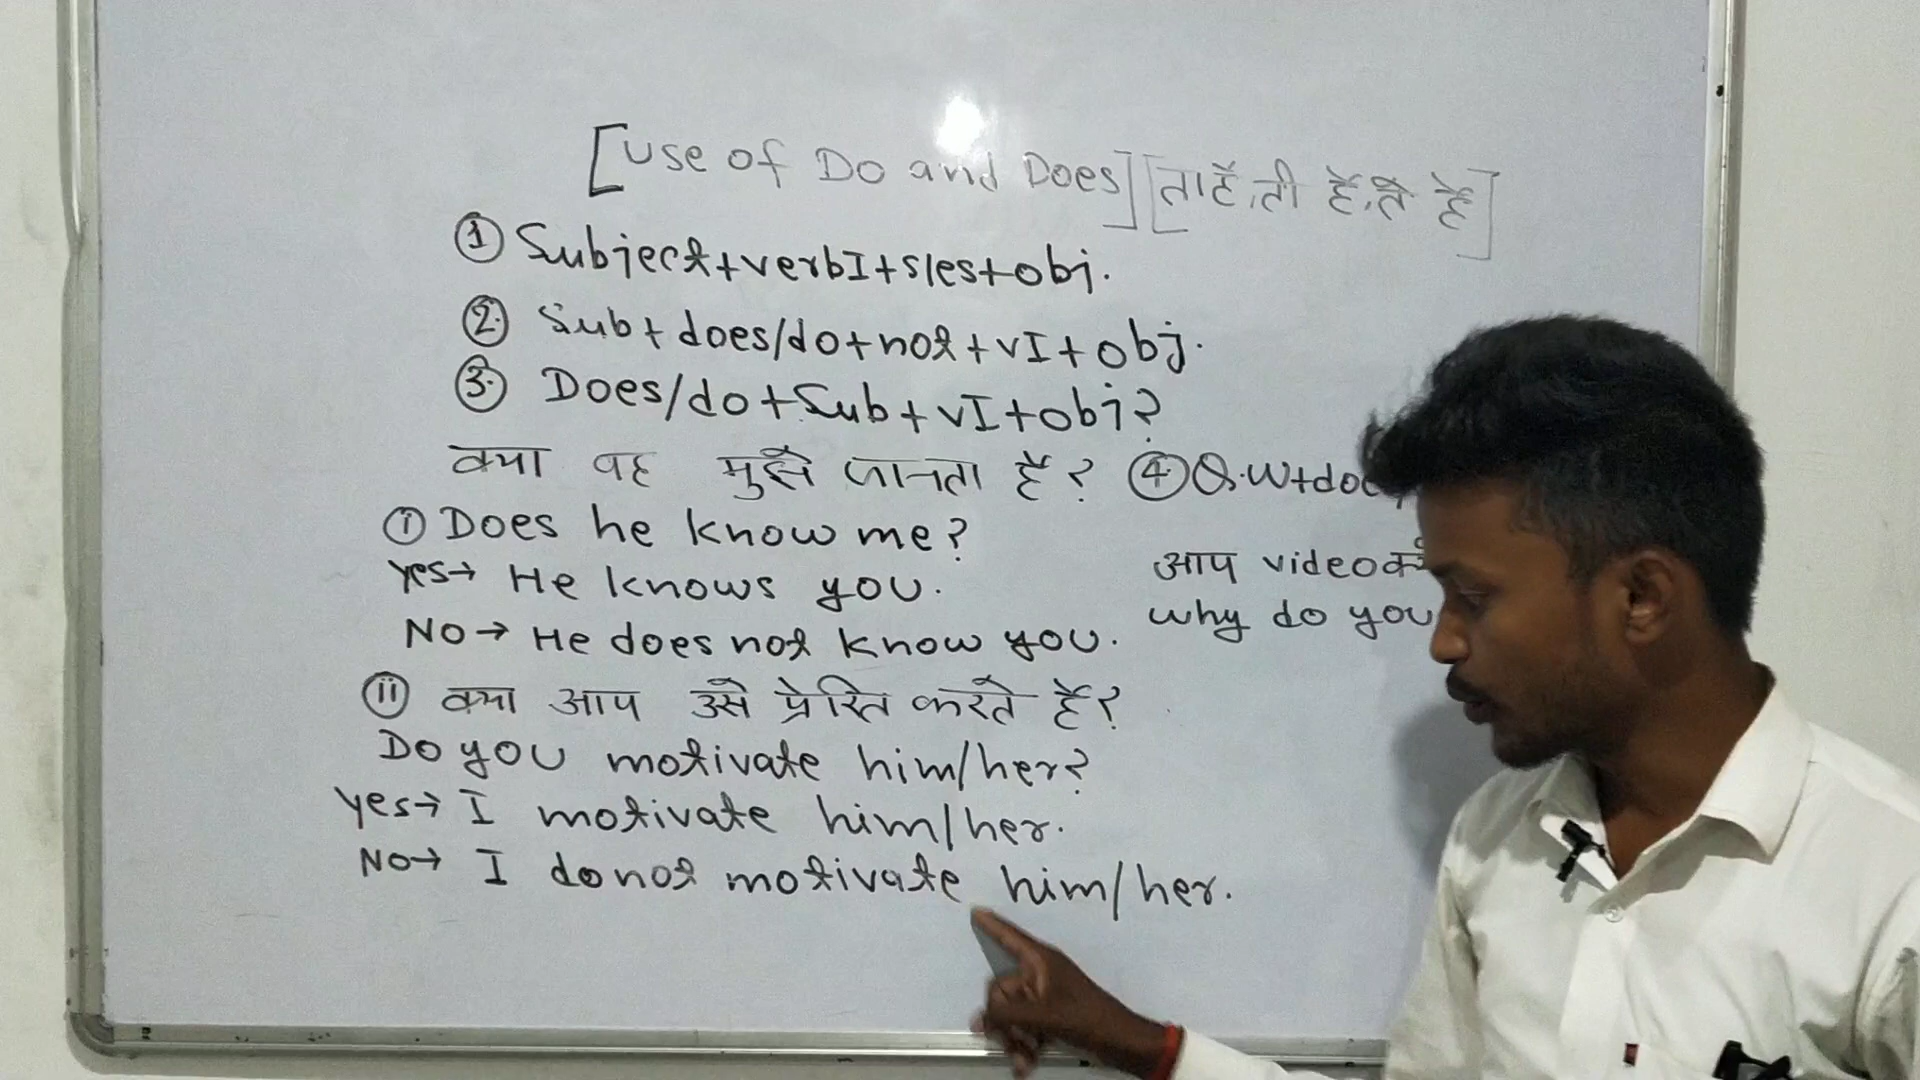 [Use of Do and Does] [ता है, ती है, ते हैं]
① Subject+verbI+s/es+obj.
②. Sub+does/do+not+vI+obj.
③. Does/do+Sub+vI+obj?
क्या वह मुझे जानता है?
① Does he know me?
Yes→ He knows you.
No→ He does not know you.
ⅱ क्या आप उसे प्रेरित करते हैं?
Do you motivate him/her?
Yes→ I motivate him/her.
No→ I do not motivate him/her.
④ Q.W+do
आप video
Why do you